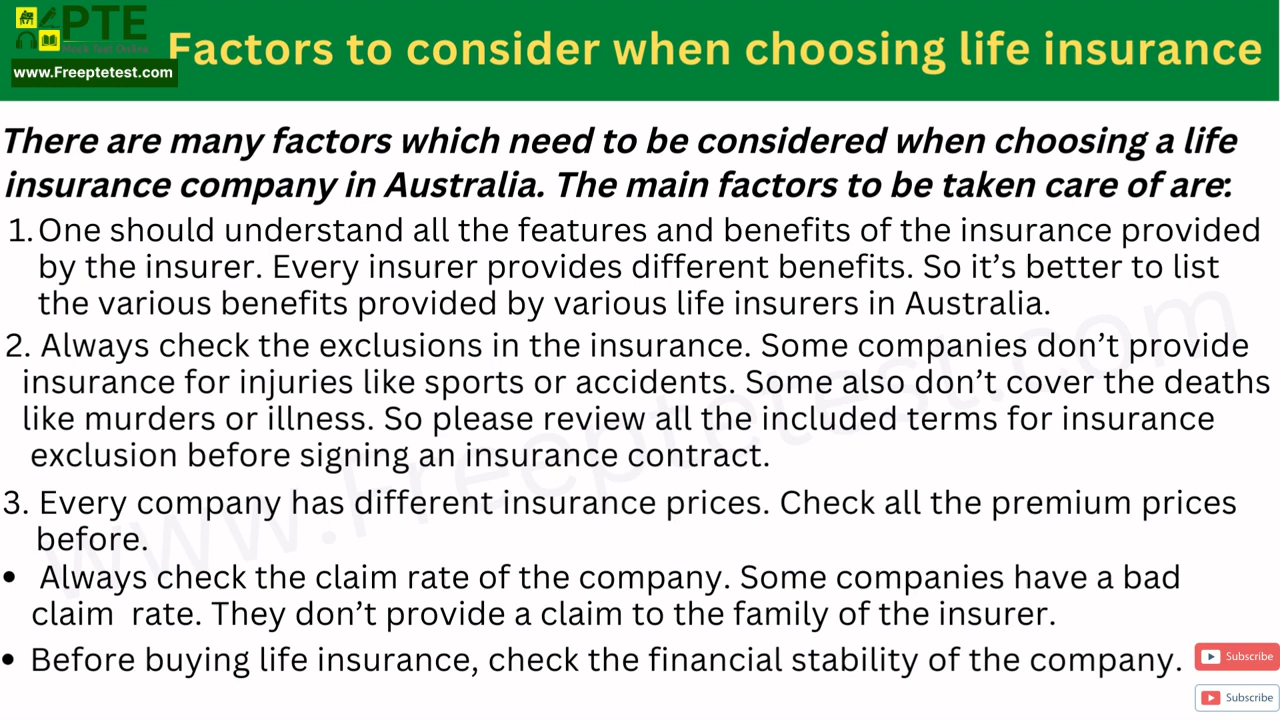 PTE
Mock Test Online
www.Freeptetest.com
Factors to consider when choosing life insurance
There are many factors which need to be considered when choosing a life
insurance company in Australia. The main factors to be taken care of are:
1. One should understand all the features and benefits of the insurance provided
by the insurer. Every insurer provides different benefits. So it’s better to list
the various benefits provided by various life insurers in Australia.
2. Always check the exclusions in the insurance. Some companies don’t provide
insurance for injuries like sports or accidents. Some also don’t cover the deaths
like murders or illness. So please review all the included terms for insurance
exclusion before signing an insurance contract.
3. Every company has different insurance prices. Check all the premium prices
before.
• Always check the claim rate of the company. Some companies have a bad
claim  rate. They don’t provide a claim to the family of the insurer.
• Before buying life insurance, check the financial stability of the company.
Subscribe
Subscribe
www.Freeptetest.com